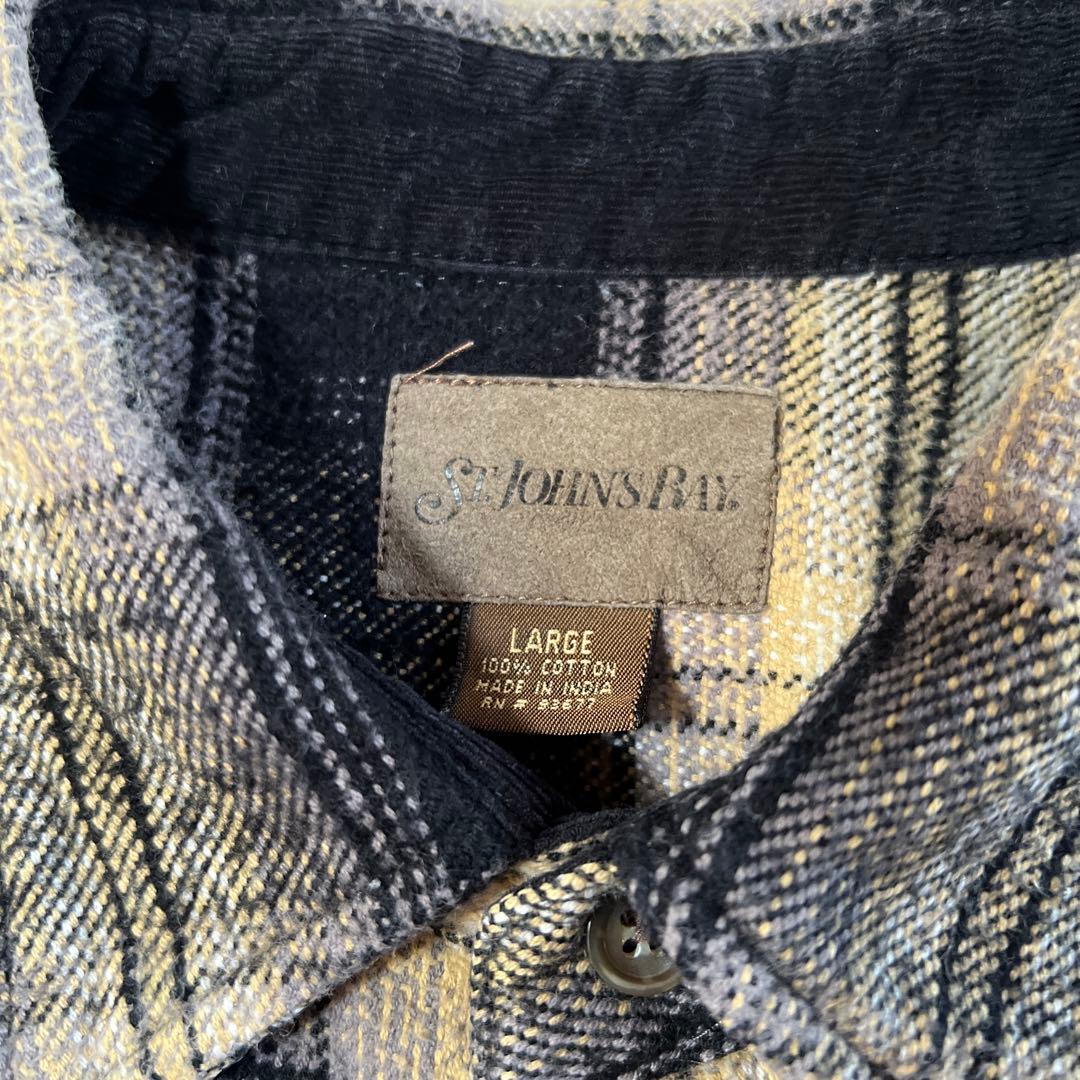 ST. JOHN'S BAY®
LARGE
100% COTTON
MADE IN INDIA
RN # 93677